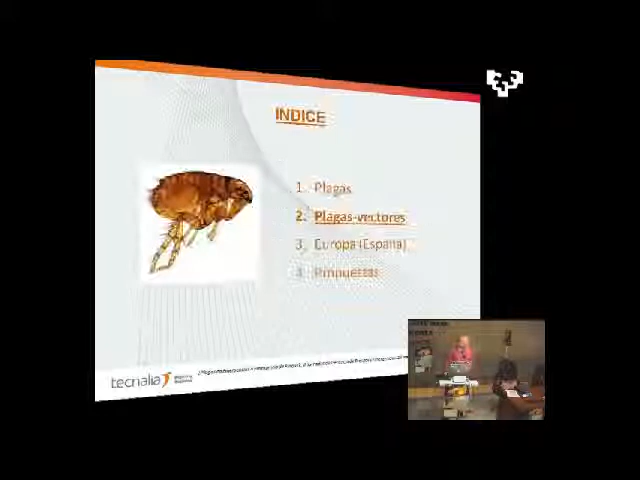 INDICE
1. Plagas
2. Plagas-vectores
3. Europa (España)
4. Propuestas
tecnalia